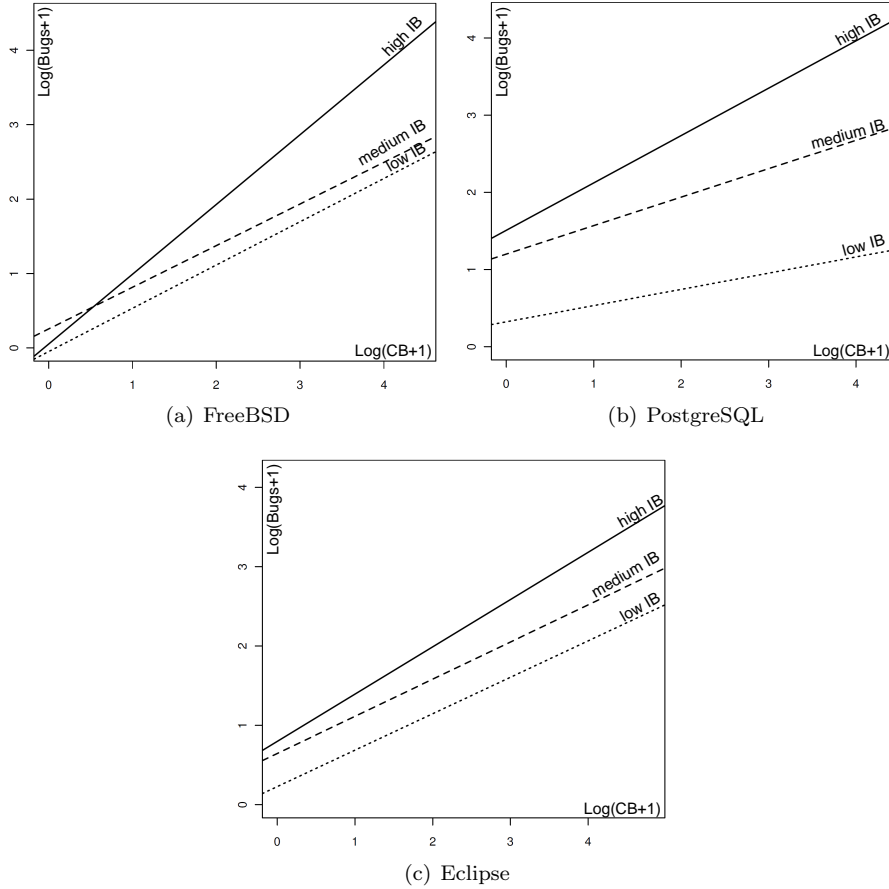 Log(Bugs+1)
4
3
2
1
0
high IB
medium IB
low IB
Log(CB+1)
0 1 2 3 4
(a) FreeBSD
Log(Bugs+1)
4
3
2
1
0
high IB
medium IB
low IB
Log(CB+1)
0 1 2 3 4
(b) PostgreSQL
Log(Bugs+1)
4
3
2
1
0
high IB
medium IB
low IB
Log(CB+1)
0 1 2 3 4
(c) Eclipse